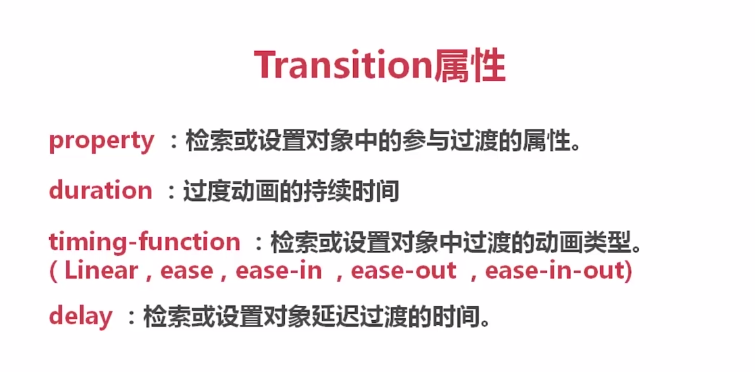 Transition属性
property ：检索或设置对象中的参与过渡的属性。
duration ：过度动画的持续时间
timing-function ：检索或设置对象中过渡的动画类型。
( Linear , ease , ease-in , ease-out , ease-in-out)
delay ：检索或设置对象延迟过渡的时间。